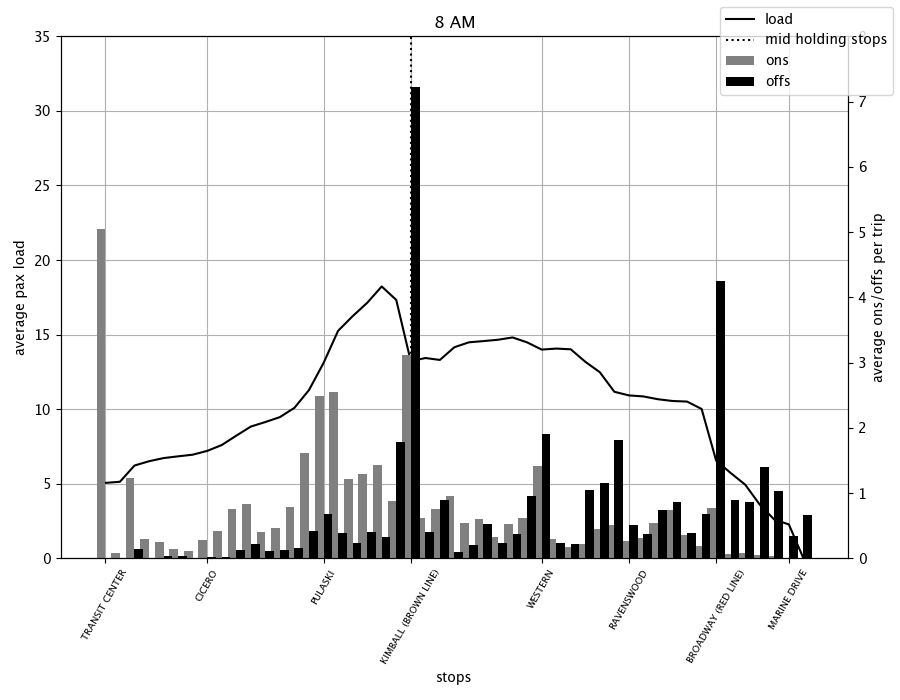 8 AM
load
mid holding stops
ons
offs
35
30
25
20
15
10
5
0
average pax load
8
7
6
5
4
3
2
1
0
average ons/offs per trip
TRANSIT CENTER
CICERO
PULASKI
KIMBALL (BROWN LINE)
WESTERN
RAVENSWOOD
BROADWAY (RED LINE)
MARINE DRIVE
stops